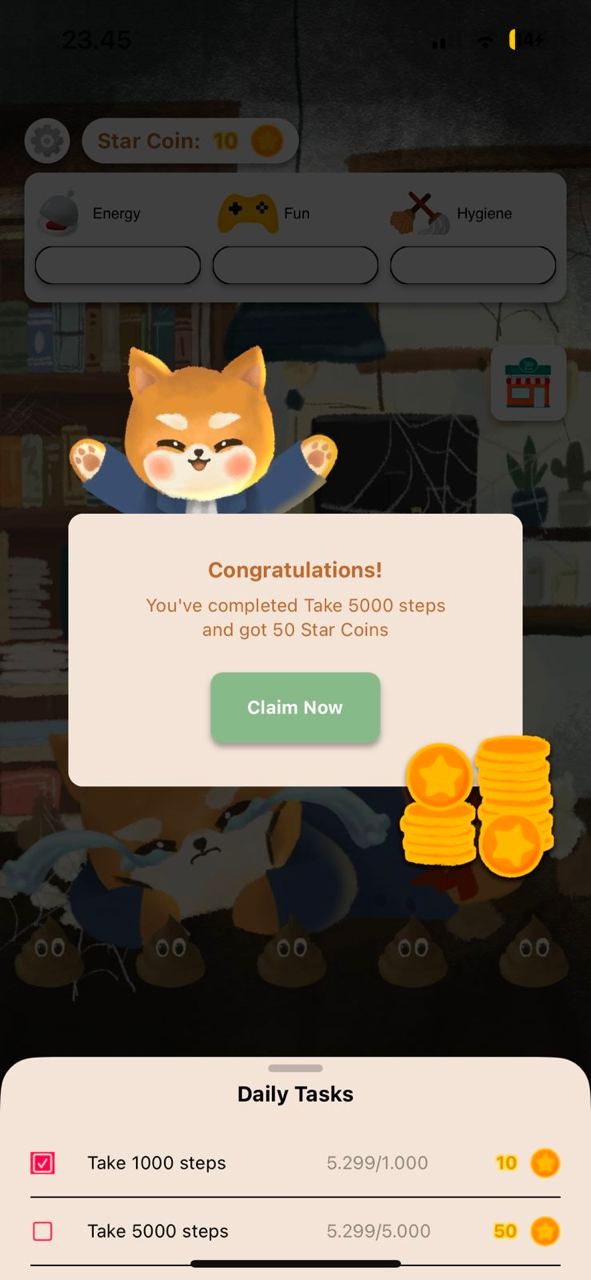 23.45
Star Coin: 10
Energy Fun Hygiene
Congratulations!
You've completed Take 5000 steps
and got 50 Star Coins
Claim Now
Daily Tasks
Take 1000 steps 5.299/1.000 10
Take 5000 steps 5.299/5.000 50